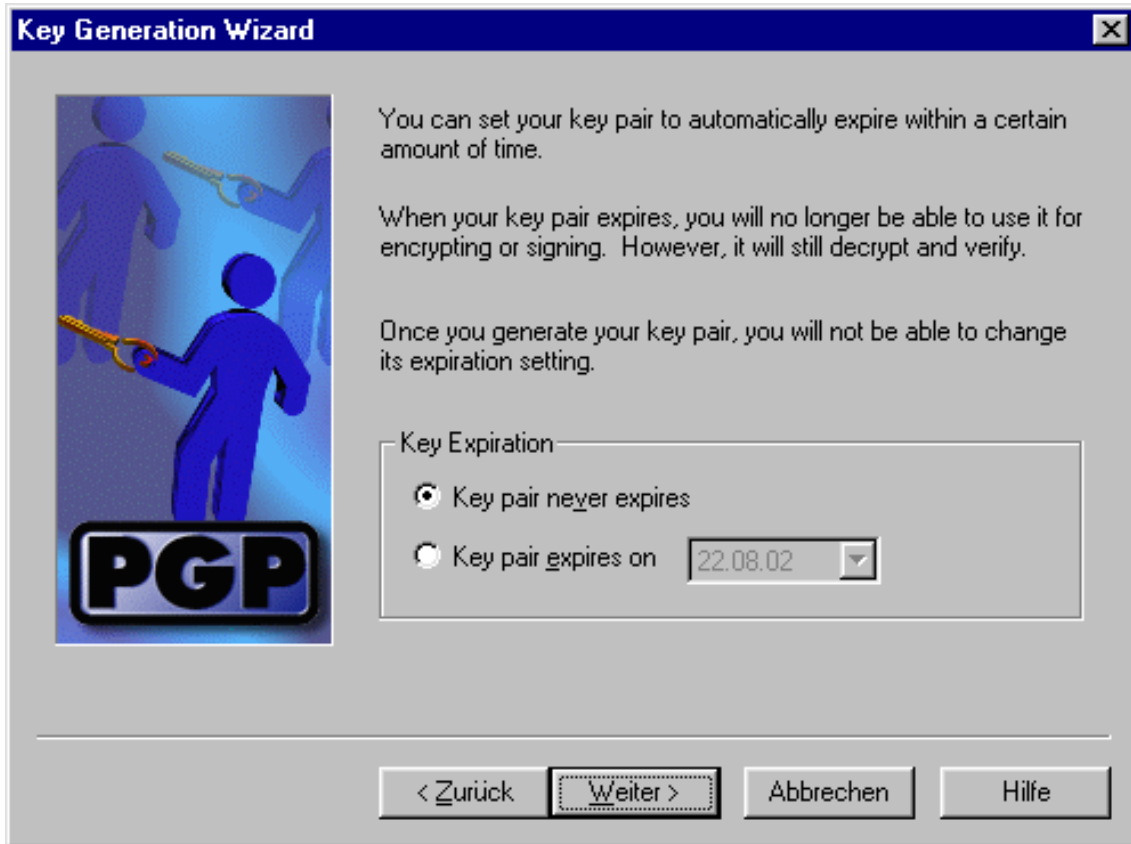 Key Generation Wizard
You can set your key pair to automatically expire within a certain
amount of time.
When your key pair expires, you will no longer be able to use it for
encrypting or signing.  However, it will still decrypt and verify.
Once you generate your key pair, you will not be able to change
its expiration setting.
Key Expiration
Key pair never expires
Key pair expires on 22.08.02
PGP
< Zurück Weiter > Abbrechen Hilfe